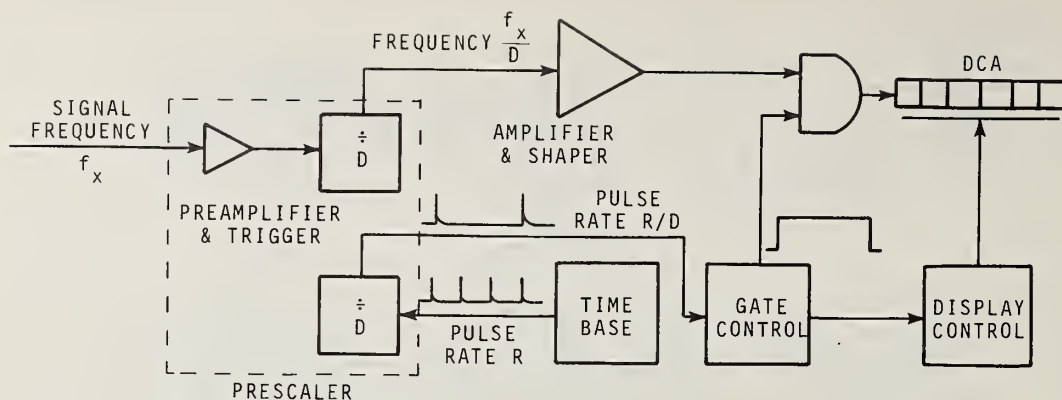 FREQUENCY f_x/D
DCA
SIGNAL
FREQUENCY
f_x
÷
D
AMPLIFIER
& SHAPER
PREAMPLIFIER
& TRIGGER
PULSE
RATE R/D
÷
D
PULSE
RATE R
TIME
BASE
GATE
CONTROL
DISPLAY
CONTROL
PRESCALER